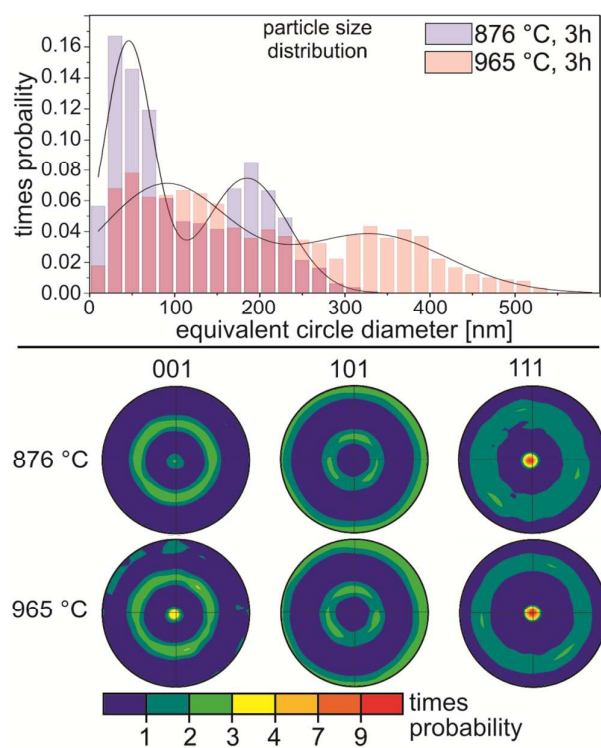 particle size
distribution
876 °C, 3h
965 °C, 3h
times probaility
0.16
0.14
0.12
0.10
0.08
0.06
0.04
0.02
0.00
0 100 200 300 400 500
equivalent circle diameter [nm]
001 101 111
876 °C
965 °C
times
probability
1 2 3 4 7 9